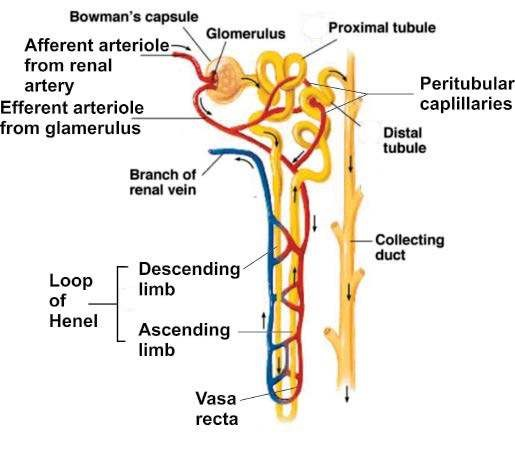 Bowman's capsule
Glomerulus
Proximal tubule
Afferent arteriole
from renal
artery
Peritubular
caplillaries
Efferent arteriole
from glamerulus
Distal
tubule
Branch of
renal vein
Collecting
duct
Loop
of
Henel
Descending
limb
Ascending
limb
Vasa
recta